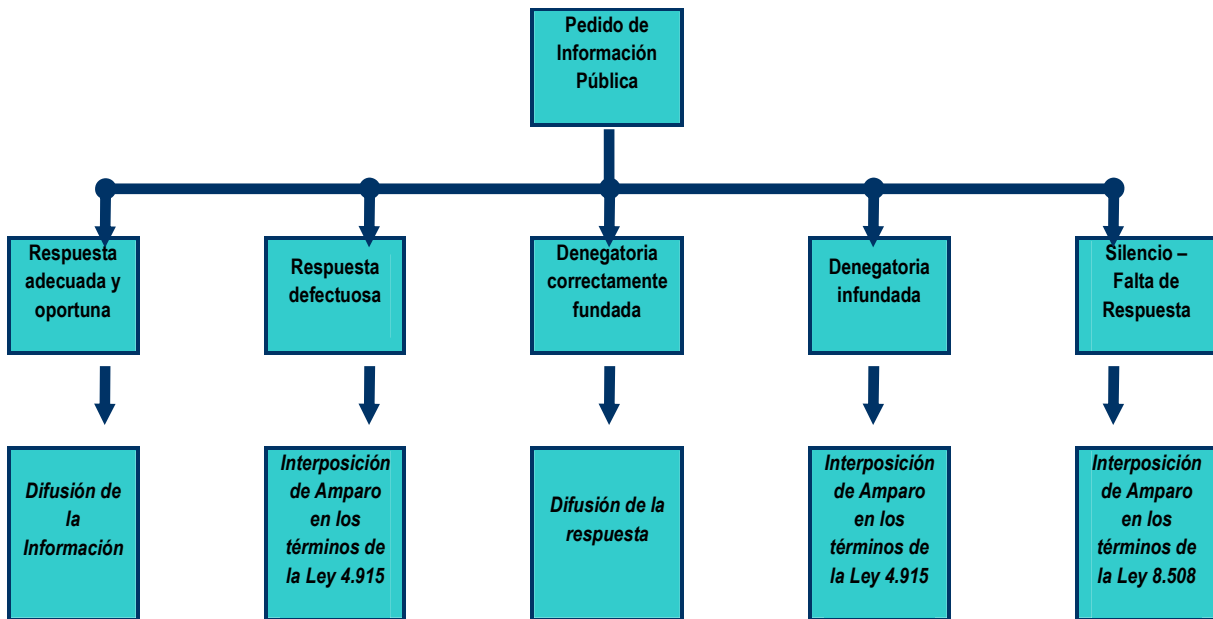 Pedido de
Información
Pública
Respuesta
adecuada y
oportuna
Respuesta
defectuosa
Denegatoria
correctamente
fundada
Denegatoria
infundada
Silencio –
Falta de
Respuesta
Difusión de
la
Información
Interposición
de Amparo
en los
términos de
la Ley 4.915
Difusión de la
respuesta
Interposición
de Amparo
en los
términos de
la Ley 4.915
Interposición
de Amparo
en los
términos de
la Ley 8.508